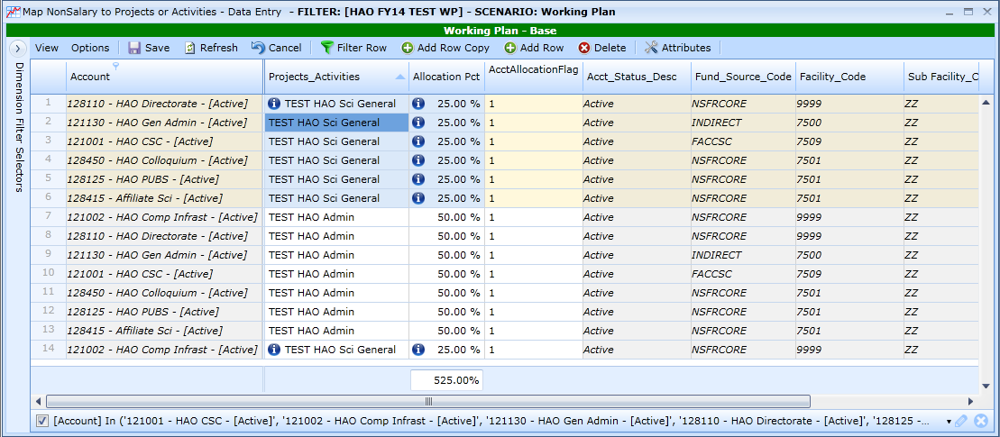 Map NonSalary to Projects or Activities - Data Entry - FILTER: [HAO FY14 TEST WP] - SCENARIO: Working Plan
Working Plan - Base
View Options Save Refresh Cancel Filter Row Add Row Copy Add Row Delete Attributes
Dimension Filter Selectors
Account Projects_Activities Allocation Pct AcctAllocationFlag Acct_Status_Desc Fund_Source_Code Facility_Code Sub Facility_C
1 128110 - HAO Directorate - [Active] TEST HAO Sci General 25.00 % 1 Active NSFRCORE 9999 ZZ
2 121130 - HAO Gen Admin - [Active] TEST HAO Sci General 25.00 % 1 Active INDIRECT 7500 ZZ
3 121001 - HAO CSC - [Active] TEST HAO Sci General 25.00 % 1 Active FACCSC 7509 ZZ
4 128450 - HAO Colloquium - [Active] TEST HAO Sci General 25.00 % 1 Active NSFRCORE 7501 ZZ
5 128125 - HAO PUBS - [Active] TEST HAO Sci General 25.00 % 1 Active NSFRCORE 7501 ZZ
6 128415 - Affiliate Sci - [Active] TEST HAO Sci General 25.00 % 1 Active NSFRCORE 7501 ZZ
7 121002 - HAO Comp Infrast - [Active] TEST HAO Admin 50.00 % 1 Active NSFRCORE 9999 ZZ
8 128110 - HAO Directorate - [Active] TEST HAO Admin 50.00 % 1 Active NSFRCORE 9999 ZZ
9 121130 - HAO Gen Admin - [Active] TEST HAO Admin 50.00 % 1 Active INDIRECT 7500 ZZ
10 121001 - HAO CSC - [Active] TEST HAO Admin 50.00 % 1 Active FACCSC 7509 ZZ
11 128450 - HAO Colloquium - [Active] TEST HAO Admin 50.00 % 1 Active NSFRCORE 7501 ZZ
12 128125 - HAO PUBS - [Active] TEST HAO Admin 50.00 % 1 Active NSFRCORE 7501 ZZ
13 128415 - Affiliate Sci - [Active] TEST HAO Admin 50.00 % 1 Active NSFRCORE 7501 ZZ
14 121002 - HAO Comp Infrast - [Active] TEST HAO Sci General 25.00 % 1 Active NSFRCORE 9999 ZZ
525.00%
[Account] In ('121001 - HAO CSC - [Active]', '121002 - HAO Comp Infrast - [Active]', '121130 - HAO Gen Admin - [Active]', '128110 - HAO Directorate - [Active]', '128125 -...